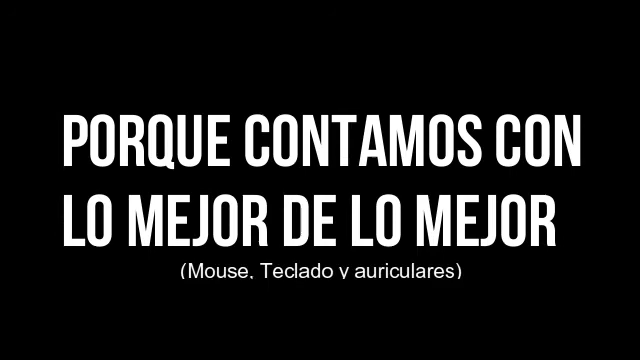 PORQUE CONTAMOS CON
LO MEJOR DE LO MEJOR
(Mouse, Teclado y auriculares)